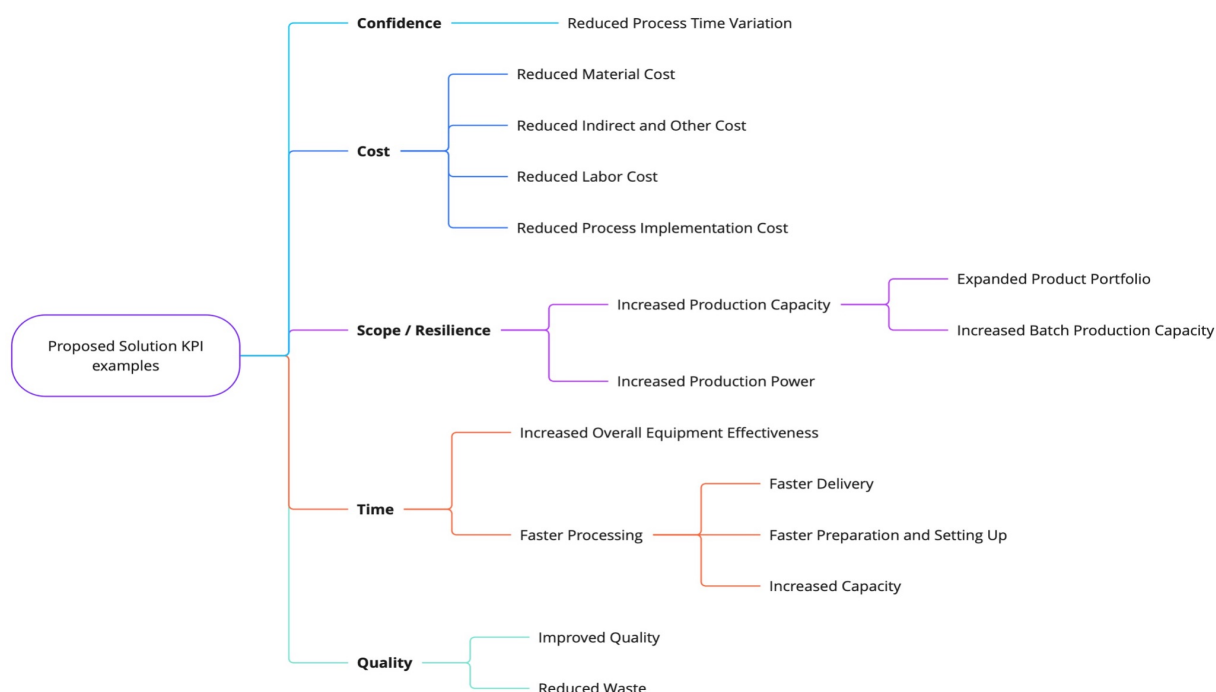 Confidence
Reduced Process Time Variation
Reduced Material Cost
Reduced Indirect and Other Cost
Cost
Reduced Labor Cost
Reduced Process Implementation Cost
Expanded Product Portfolio
Increased Production Capacity
Scope / Resilience
Increased Batch Production Capacity
Proposed Solution KPI
examples
Increased Production Power
Increased Overall Equipment Effectiveness
Faster Delivery
Time
Faster Processing
Faster Preparation and Setting Up
Increased Capacity
Improved Quality
Quality
Reduced Waste